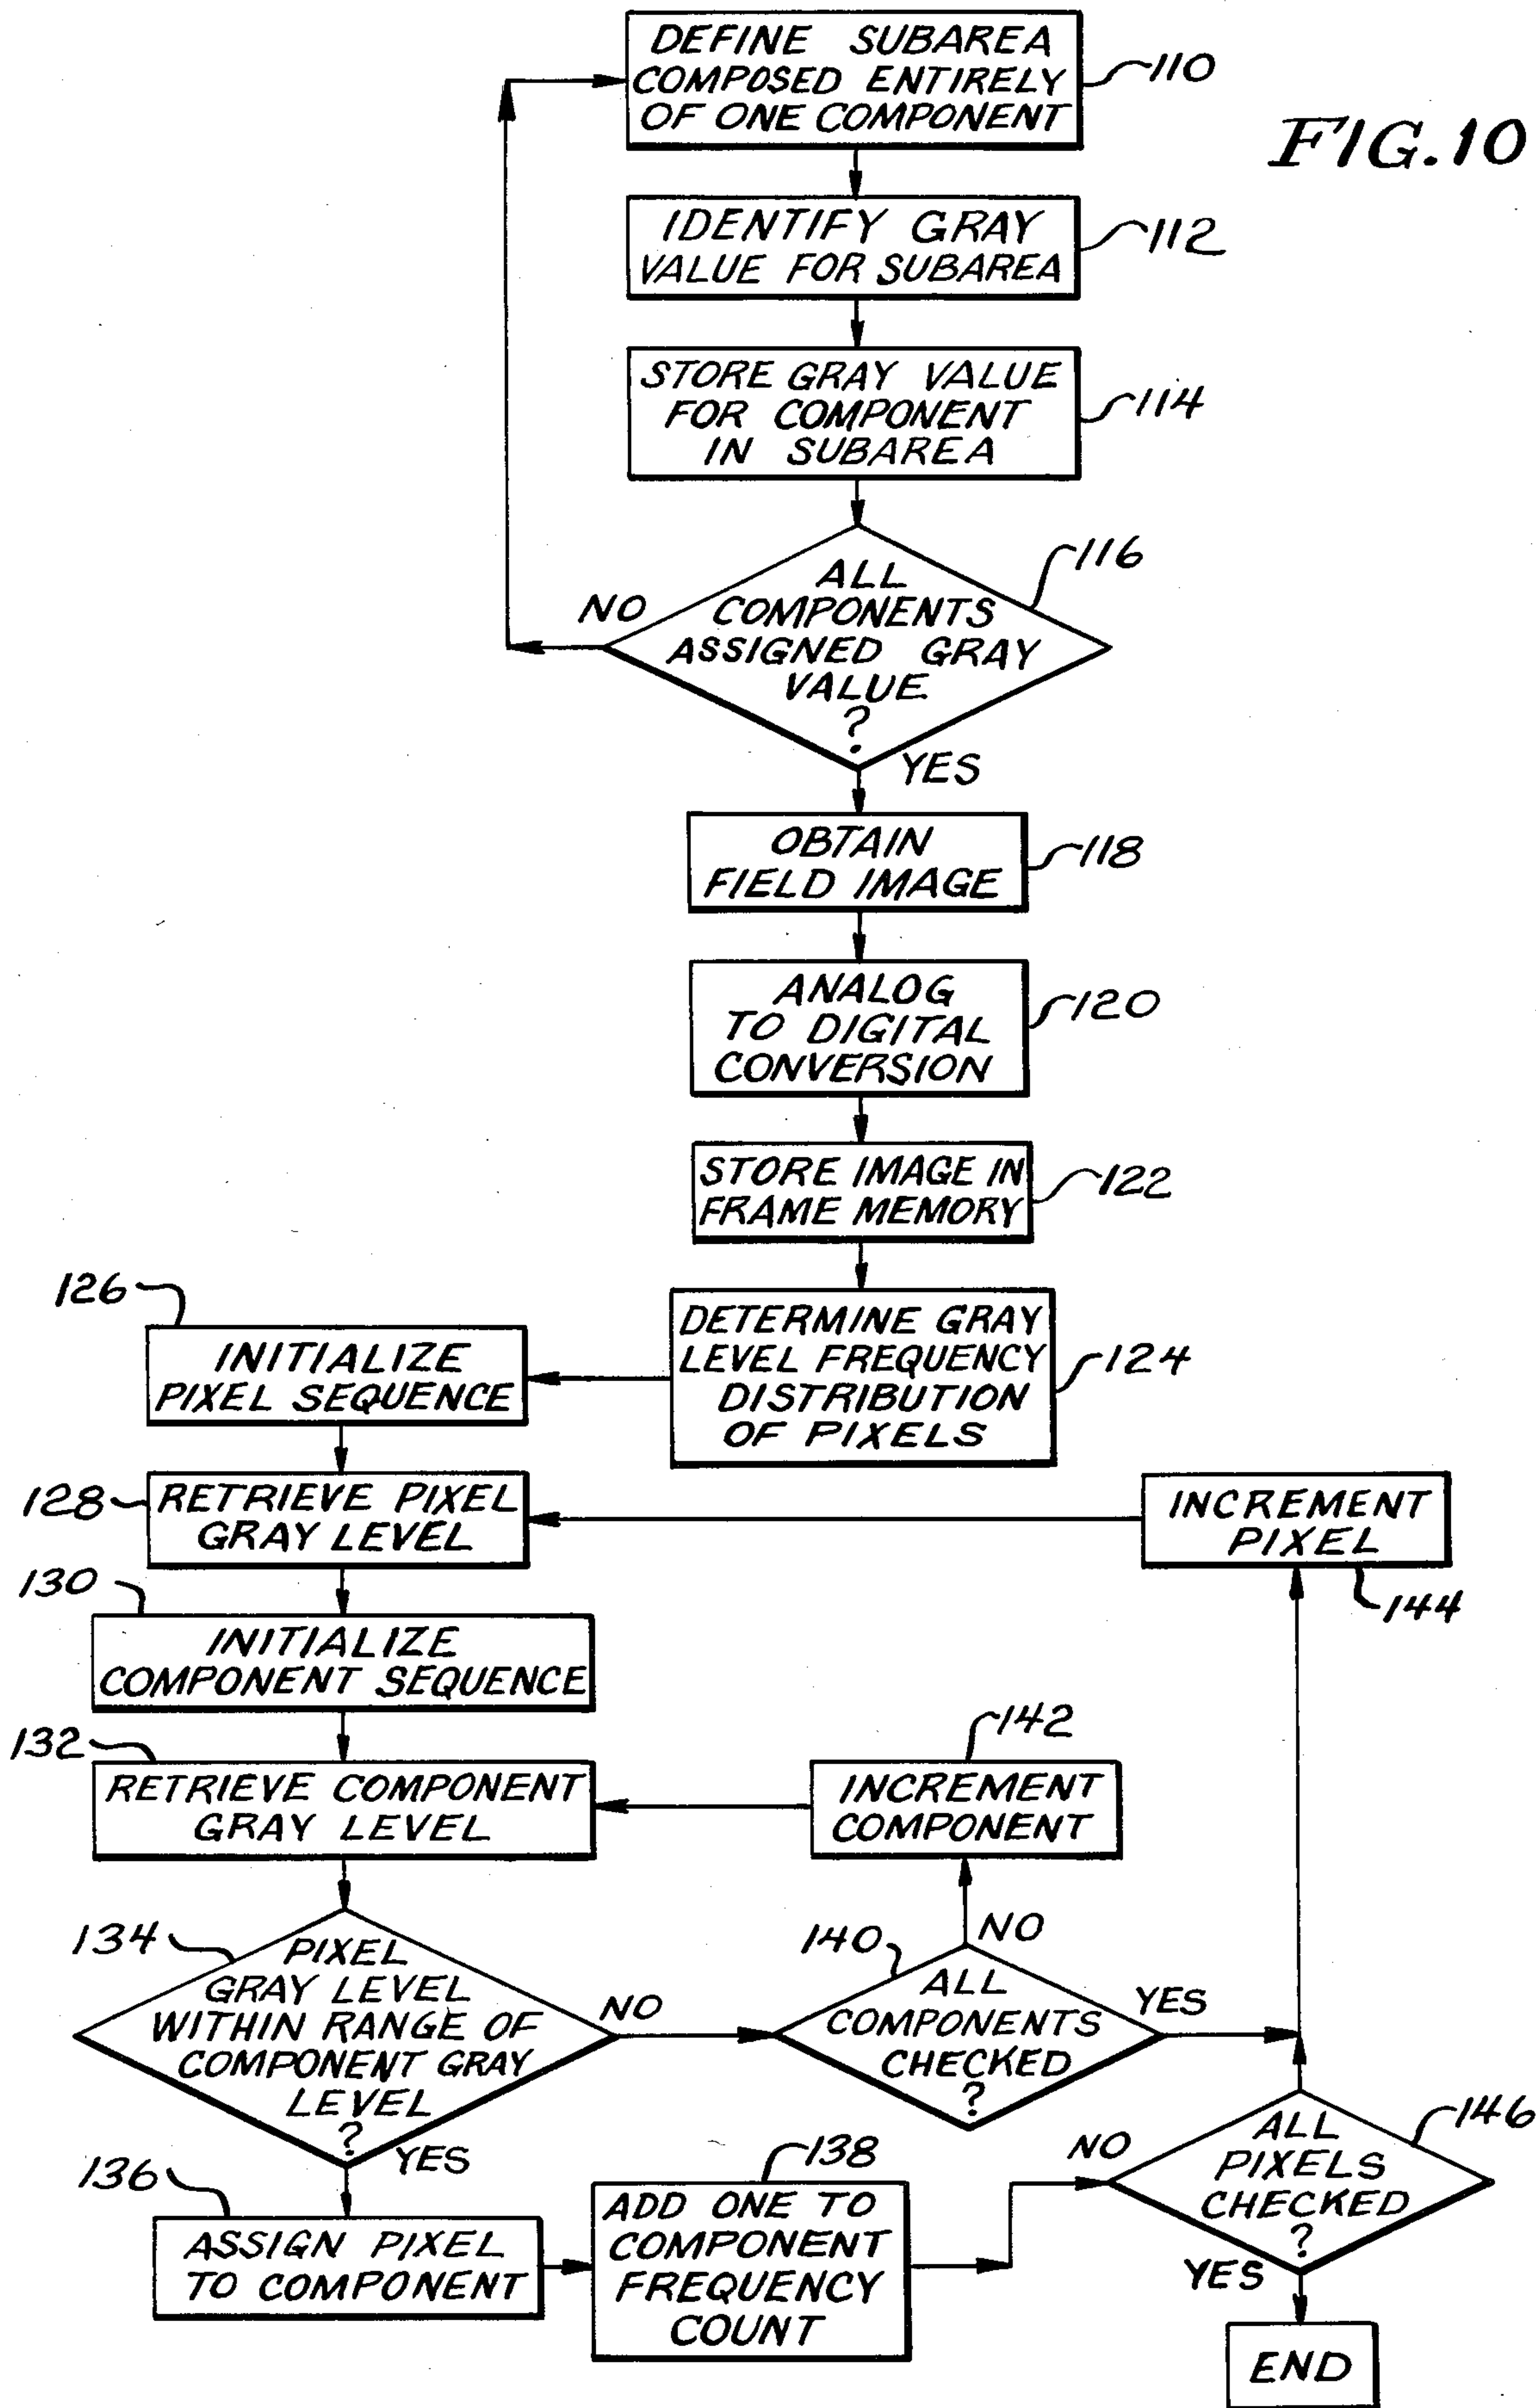 DEFINE SUBAREA
COMPOSED ENTIRELY
OF ONE COMPONENT
110
FIG.10
IDENTIFY GRAY
VALUE FOR SUBAREA
112
STORE GRAY VALUE
FOR COMPONENT
IN SUBAREA
114
ALL
COMPONENTS
ASSIGNED GRAY
VALUE
?
116
NO
YES
OBTAIN
FIELD IMAGE
118
ANALOG
TO DIGITAL
CONVERSION
120
STORE IMAGE IN
FRAME MEMORY
122
DETERMINE GRAY
LEVEL FREQUENCY
DISTRIBUTION
OF PIXELS
124
126
INITIALIZE
PIXEL SEQUENCE
128
RETRIEVE PIXEL
GRAY LEVEL
INCREMENT
PIXEL
144
130
INITIALIZE
COMPONENT SEQUENCE
132
RETRIEVE COMPONENT
GRAY LEVEL
142
INCREMENT
COMPONENT
134
PIXEL
GRAY LEVEL
WITHIN RANGE OF
COMPONENT GRAY
LEVEL
?
NO
YES
140
ALL
COMPONENTS
CHECKED
?
NO
YES
136
ASSIGN PIXEL
TO COMPONENT
138
ADD ONE TO
COMPONENT
FREQUENCY
COUNT
NO
ALL
PIXELS
CHECKED
?
146
YES
END